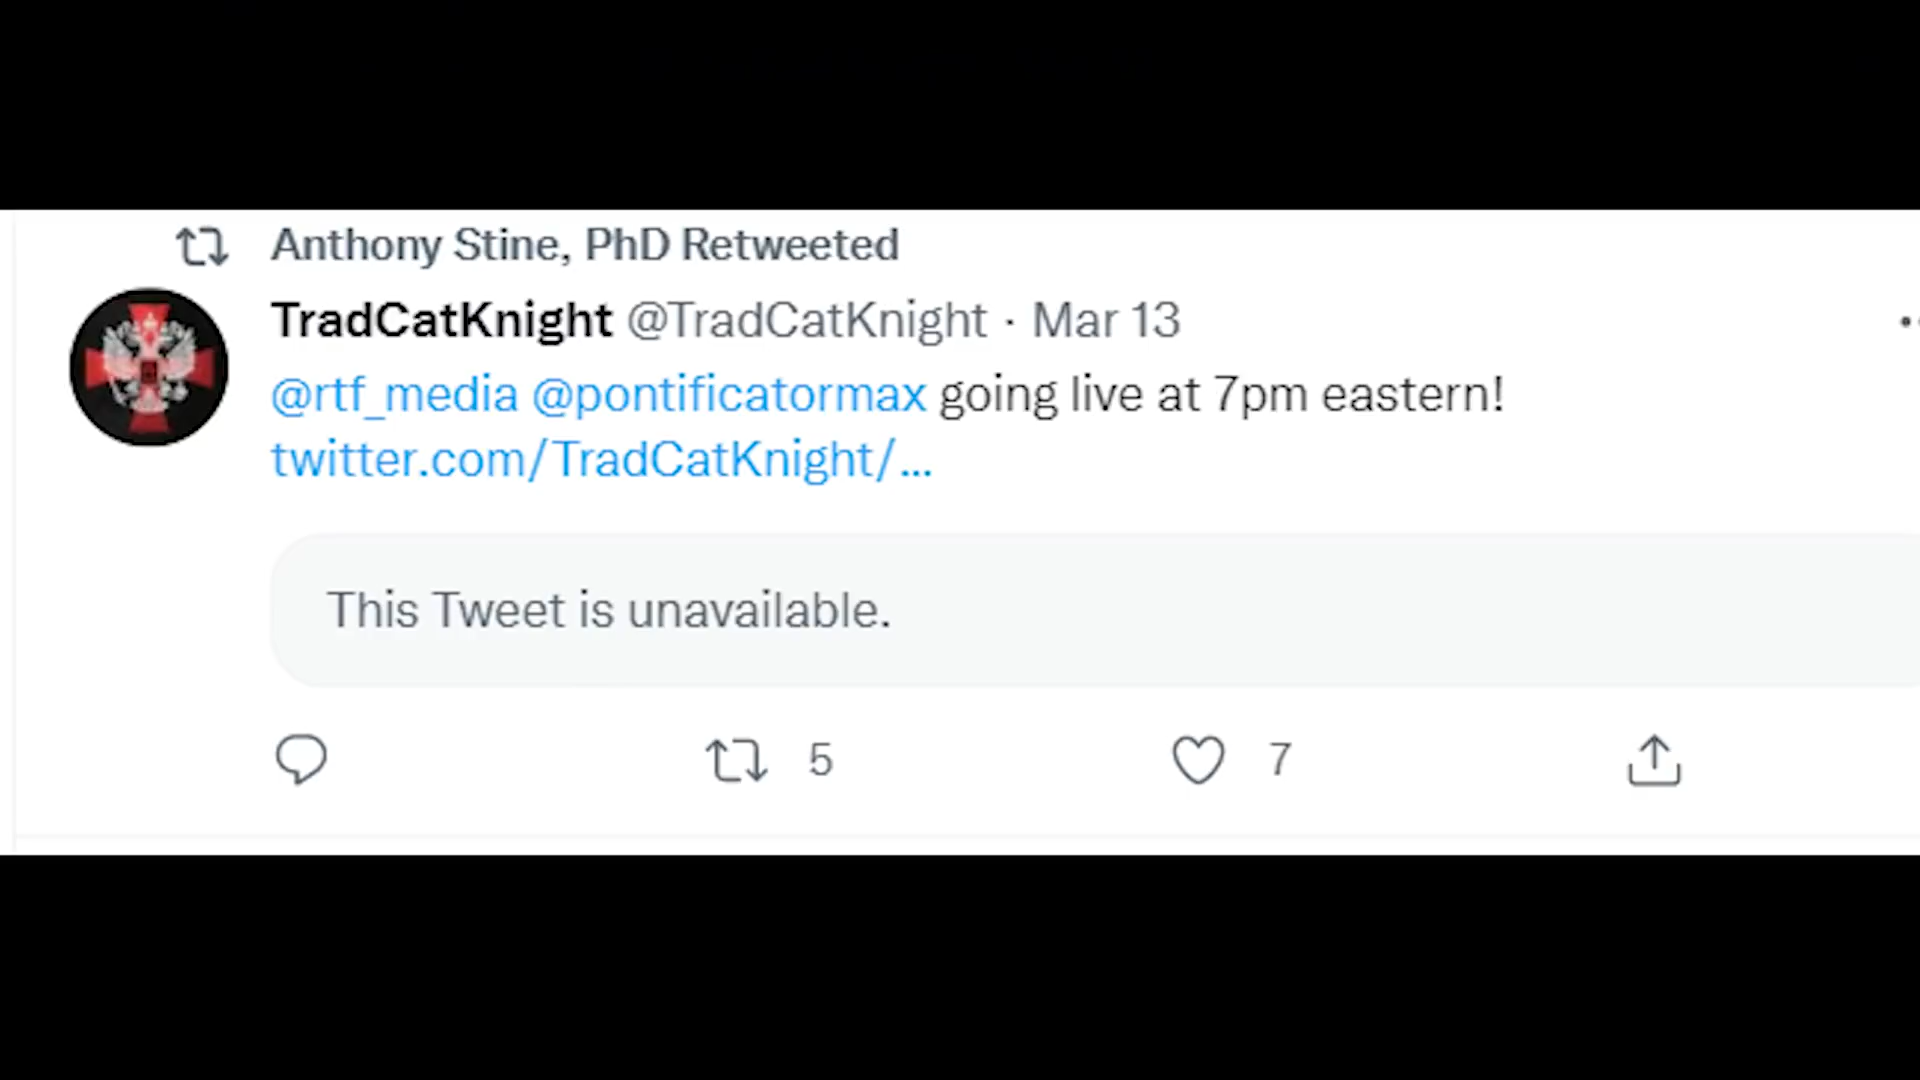 Anthony Stine, PhD Retweeted
TradCatKnight @TradCatKnight · Mar 13
@rtf_media @pontificatormax going live at 7pm eastern!
twitter.com/TradCatKnight/...
This Tweet is unavailable.
5 7